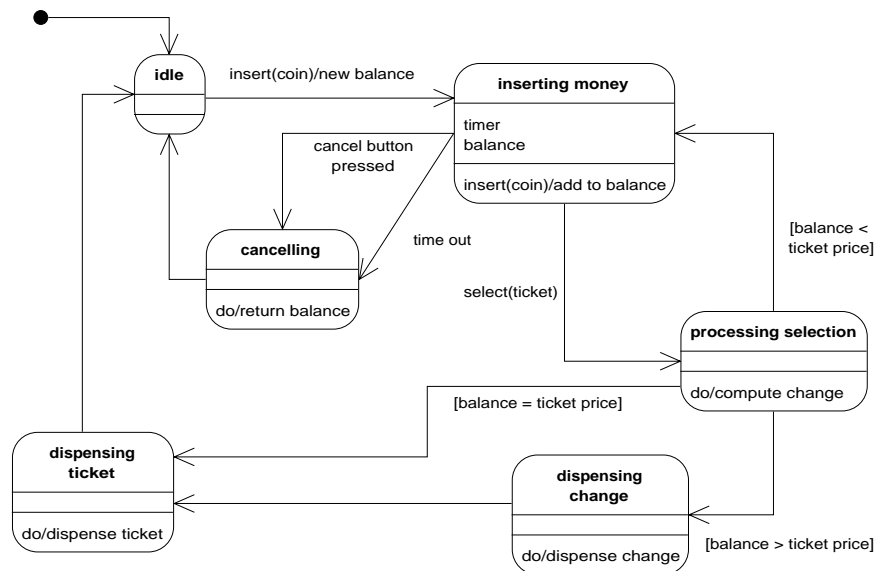 idle
insert(coin)/new balance
inserting money
timer
balance
insert(coin)/add to balance
cancel button
pressed
time out
cancelling
do/return balance
select(ticket)
[balance <
ticket price]
processing selection
do/compute change
[balance = ticket price]
dispensing
ticket
do/dispense ticket
dispensing
change
do/dispense change
[balance > ticket price]